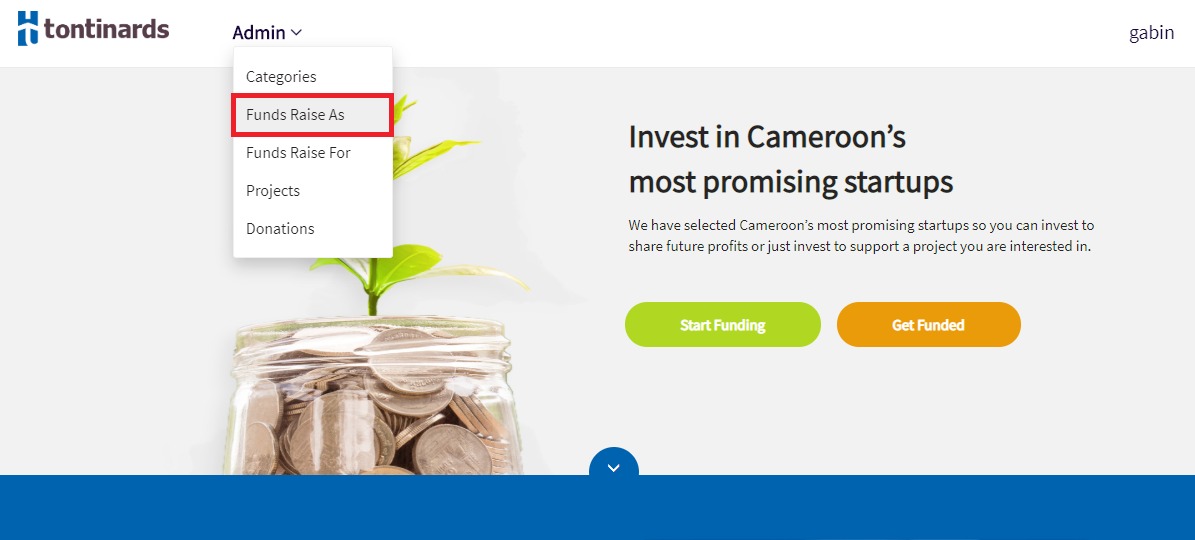 tontinards
Admin
gabin
Categories
Funds Raise As
Funds Raise For
Projects
Donations
Invest in Cameroon’s
most promising startups
We have selected Cameroon’s most promising startups so you can invest to
share future profits or just invest to support a project you are interested in.
Start Funding
Get Funded